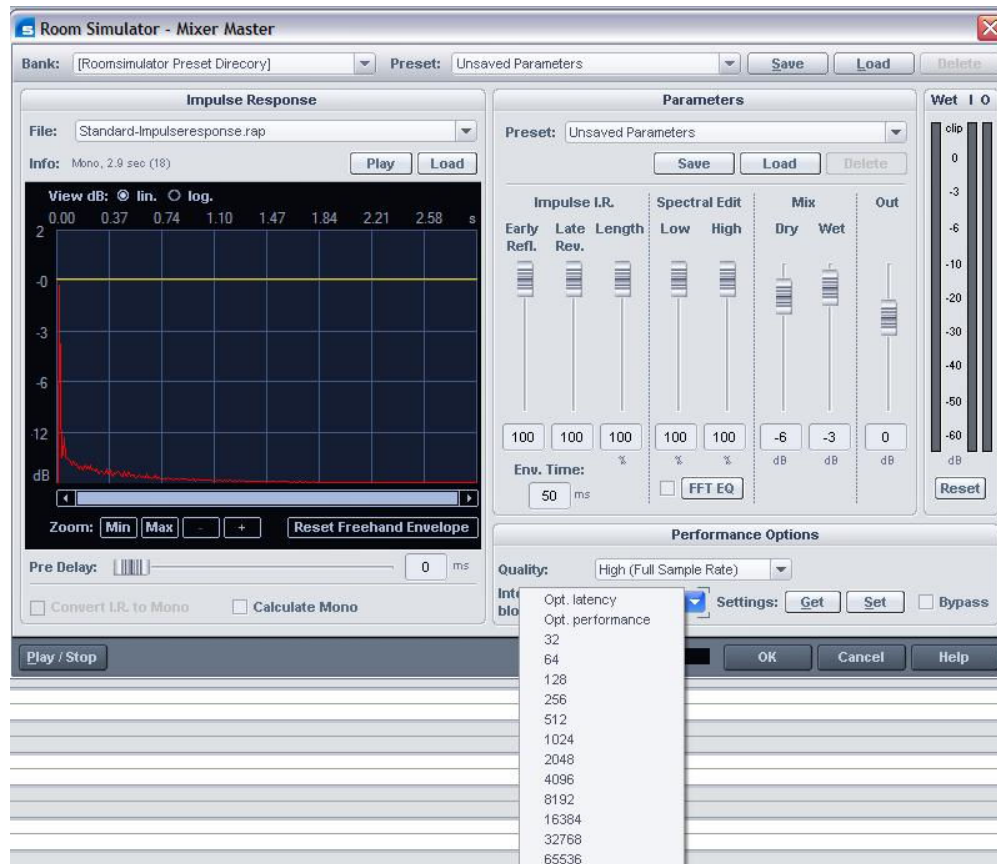 Room Simulator - Mixer Master
Bank: [Roomsimulator Preset Direcory] Preset: Unsaved Parameters Save Load Delete
Impulse Response
File: Standard-Impulseresponse.rap
Info: Mono, 2.9 sec (18) Play Load
View dB: lin. log.
0.00 0.37 0.74 1.10 1.47 1.84 2.21 2.58 s
2
-0
-3
-6
-12
dB
Zoom: Min Max - + Reset Freehand Envelope
Pre Delay: 0 ms
Convert I.R. to Mono Calculate Mono
Parameters
Preset: Unsaved Parameters
Save Load Delete
Impulse I.R. Spectral Edit Mix Out
Early Refl. Late Rev. Length Low High Dry Wet
100 100 100 100 100 -6 -3 0
% % % dB dB dB
Env. Time:
50 ms FFT EQ
Wet I O
clip
0
-3
-6
-10
-20
-30
-40
-50
-60
dB
Reset
Performance Options
Quality: High (Full Sample Rate)
Settings: Get Set Bypass
Opt. latency
Opt. performance
32
64
128
256
512
1024
2048
4096
8192
16384
32768
65536
Play / Stop OK Cancel Help